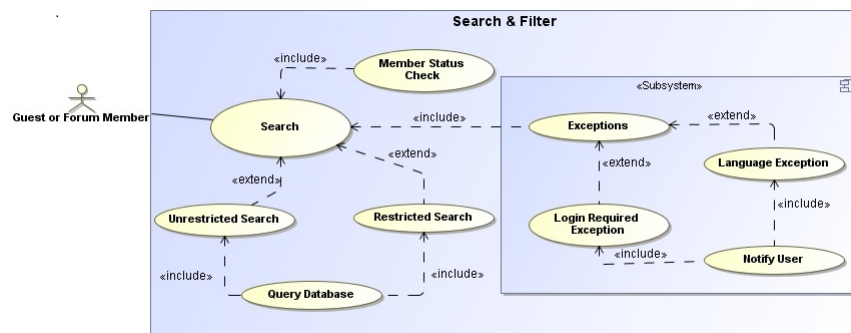 Search & Filter
«include»
Member Status
Check
«Subsystem»
Guest or Forum Member
Search
«include»
Exceptions
«extend»
Language Exception
«extend»
«extend»
«extend»
Unrestricted Search
Restricted Search
Login Required
Exception
«include»
«include»
«include»
«include»
Notify User
Query Database